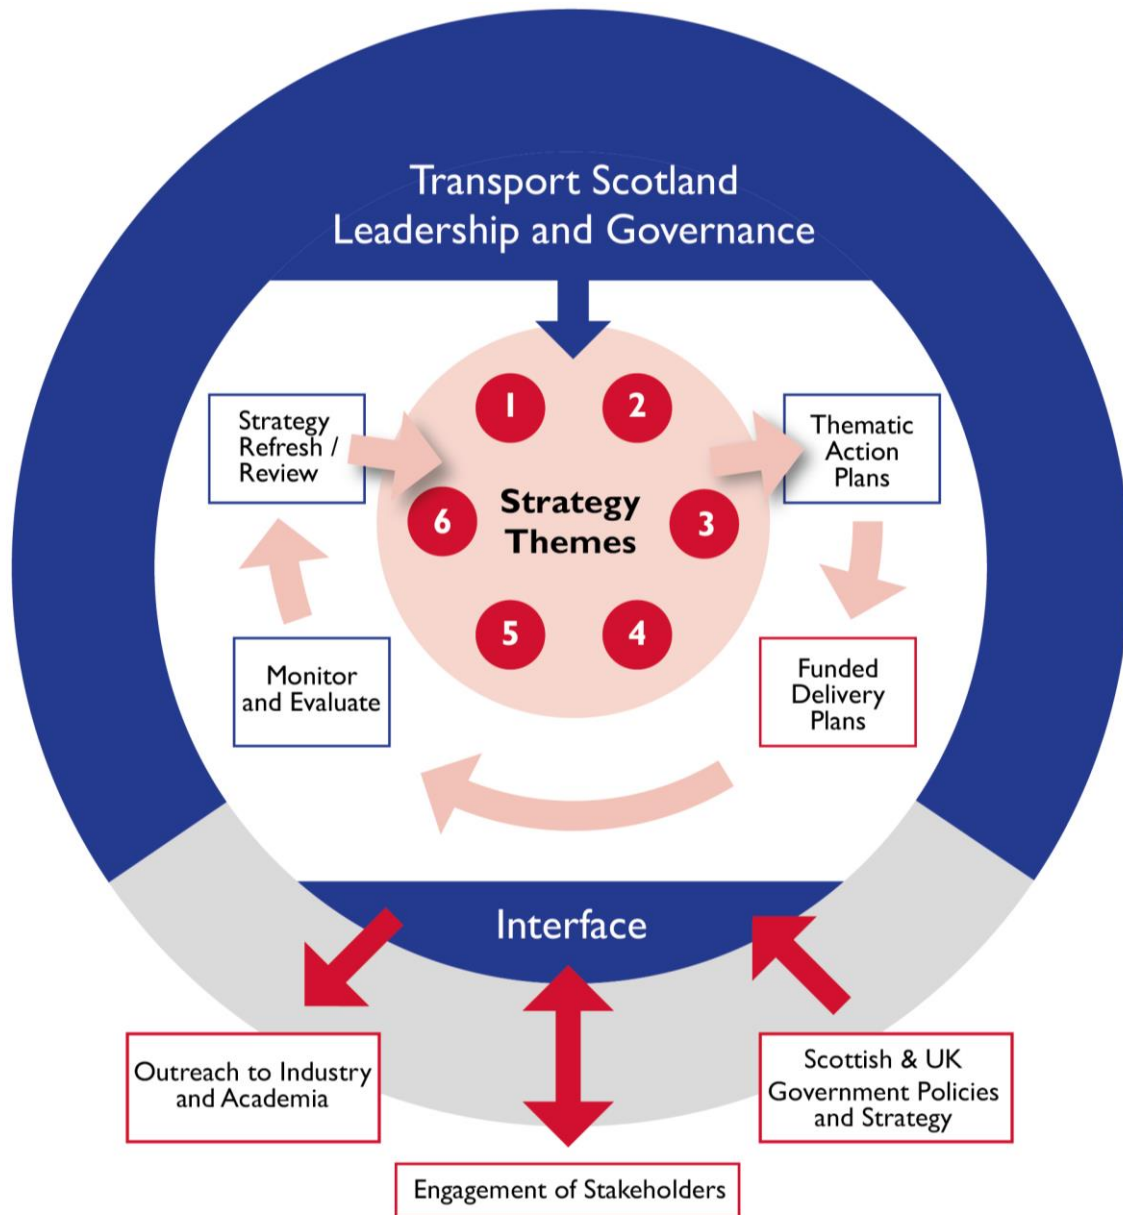 Transport Scotland
Leadership and Governance
1
2
Strategy
Refresh /
Review
Thematic
Action
Plans
6
Strategy
Themes
3
5
4
Monitor
and Evaluate
Funded
Delivery
Plans
Interface
Outreach to Industry
and Academia
Scottish & UK
Government Policies
and Strategy
Engagement of Stakeholders